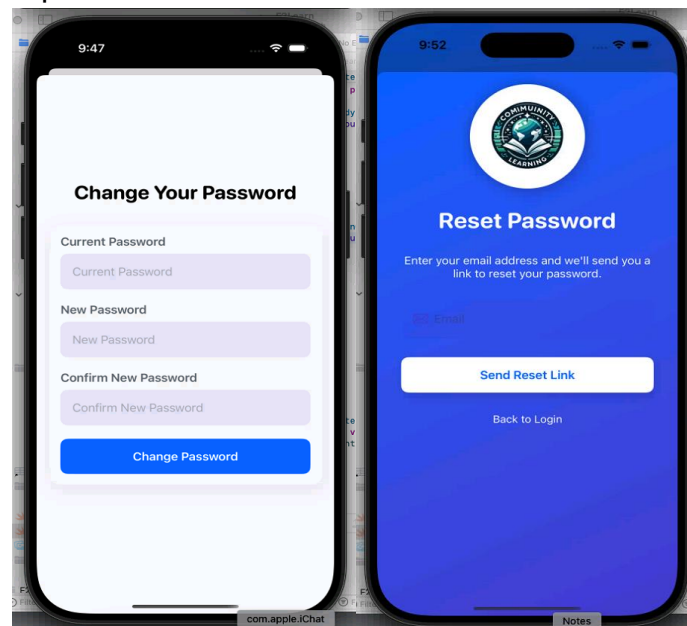 9:47
Change Your Password
Current Password
Current Password
New Password
New Password
Confirm New Password
Confirm New Password
Change Password
com.apple.iChat
9:52
COMIMUINITY
LEARNING
Reset Password
Enter your email address and we'll send you a
link to reset your password.
Email
Send Reset Link
Back to Login
Notes